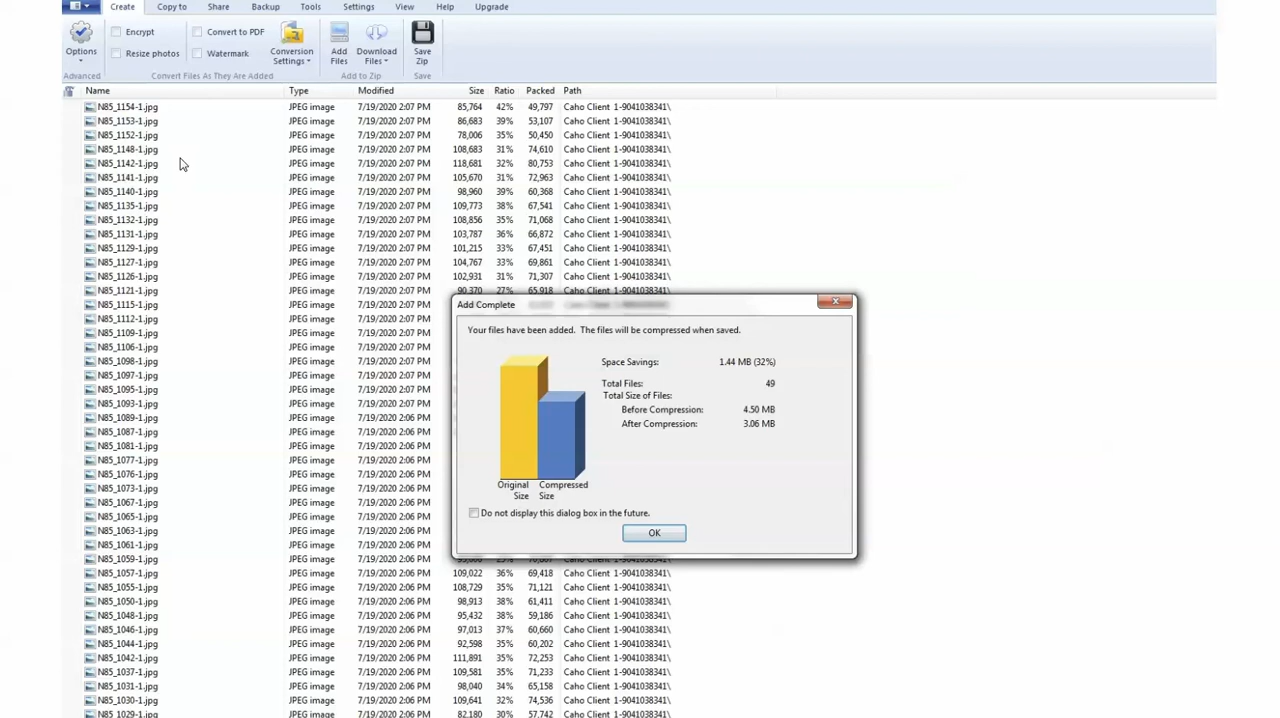 Create Copy to Share Backup Tools Settings View Help Upgrade
Options Encrypt Convert to PDF Conversion Settings Add Files Download Files Save Zip
Resize photos Watermark
Advanced Convert Files As They Are Added Add to Zip Save
Name Type Modified Size Ratio Packed Path
N85_1154-1.jpg JPEG image 7/19/2020 2:07 PM 85,764 42% 49,797 Caho Client 1-9041038341\
N85_1153-1.jpg JPEG image 7/19/2020 2:07 PM 86,683 39% 53,107 Caho Client 1-9041038341\
N85_1152-1.jpg JPEG image 7/19/2020 2:07 PM 78,006 35% 50,450 Caho Client 1-9041038341\
N85_1148-1.jpg JPEG image 7/19/2020 2:07 PM 108,683 31% 74,610 Caho Client 1-9041038341\
N85_1142-1.jpg JPEG image 7/19/2020 2:07 PM 118,681 32% 80,753 Caho Client 1-9041038341\
N85_1141-1.jpg JPEG image 7/19/2020 2:07 PM 105,670 31% 72,963 Caho Client 1-9041038341\
N85_1140-1.jpg JPEG image 7/19/2020 2:07 PM 98,960 39% 60,368 Caho Client 1-9041038341\
N85_1135-1.jpg JPEG image 7/19/2020 2:07 PM 109,773 38% 67,541 Caho Client 1-9041038341\
N85_1132-1.jpg JPEG image 7/19/2020 2:07 PM 108,856 35% 71,068 Caho Client 1-9041038341\
N85_1131-1.jpg JPEG image 7/19/2020 2:07 PM 103,787 36% 66,872 Caho Client 1-9041038341\
N85_1129-1.jpg JPEG image 7/19/2020 2:07 PM 101,215 33% 67,451 Caho Client 1-9041038341\
N85_1127-1.jpg JPEG image 7/19/2020 2:07 PM 104,767 33% 69,861 Caho Client 1-9041038341\
N85_1126-1.jpg JPEG image 7/19/2020 2:07 PM 102,931 31% 71,307 Caho Client 1-9041038341\
N85_1121-1.jpg JPEG image 7/19/2020 2:07 PM 90,370 27% 65,918 Caho Client 1-9041038341\
N85_1115-1.jpg JPEG image 7/19/2020 2:07 PM
N85_1112-1.jpg JPEG image 7/19/2020 2:07 PM
N85_1109-1.jpg JPEG image 7/19/2020 2:07 PM
N85_1106-1.jpg JPEG image 7/19/2020 2:07 PM
N85_1098-1.jpg JPEG image 7/19/2020 2:07 PM
N85_1097-1.jpg JPEG image 7/19/2020 2:07 PM
N85_1095-1.jpg JPEG image 7/19/2020 2:07 PM
N85_1093-1.jpg JPEG image 7/19/2020 2:07 PM
N85_1089-1.jpg JPEG image 7/19/2020 2:06 PM
N85_1087-1.jpg JPEG image 7/19/2020 2:06 PM
N85_1081-1.jpg JPEG image 7/19/2020 2:06 PM
N85_1077-1.jpg JPEG image 7/19/2020 2:06 PM
N85_1076-1.jpg JPEG image 7/19/2020 2:06 PM
N85_1073-1.jpg JPEG image 7/19/2020 2:06 PM
N85_1067-1.jpg JPEG image 7/19/2020 2:06 PM
N85_1065-1.jpg JPEG image 7/19/2020 2:06 PM
N85_1063-1.jpg JPEG image 7/19/2020 2:06 PM
N85_1061-1.jpg JPEG image 7/19/2020 2:06 PM
N85_1059-1.jpg JPEG image 7/19/2020 2:06 PM
N85_1057-1.jpg JPEG image 7/19/2020 2:06 PM 109,022 36% 69,418 Caho Client 1-9041038341\
N85_1055-1.jpg JPEG image 7/19/2020 2:06 PM 108,729 35% 71,121 Caho Client 1-9041038341\
N85_1050-1.jpg JPEG image 7/19/2020 2:06 PM 98,913 38% 61,411 Caho Client 1-9041038341\
N85_1048-1.jpg JPEG image 7/19/2020 2:06 PM 95,432 38% 59,186 Caho Client 1-9041038341\
N85_1046-1.jpg JPEG image 7/19/2020 2:06 PM 97,013 37% 60,660 Caho Client 1-9041038341\
N85_1044-1.jpg JPEG image 7/19/2020 2:06 PM 92,598 35% 60,202 Caho Client 1-9041038341\
N85_1042-1.jpg JPEG image 7/19/2020 2:06 PM 111,891 35% 72,253 Caho Client 1-9041038341\
N85_1037-1.jpg JPEG image 7/19/2020 2:06 PM 109,581 35% 71,233 Caho Client 1-9041038341\
N85_1031-1.jpg JPEG image 7/19/2020 2:06 PM 98,040 34% 65,158 Caho Client 1-9041038341\
N85_1030-1.jpg JPEG image 7/19/2020 2:06 PM 109,641 32% 74,536 Caho Client 1-9041038341\
N85_1029-1.jpg JPEG image 7/19/2020 2:06 PM 82,180 30% 57,742 Caho Client 1-9041038341\
Add Complete
Your files have been added. The files will be compressed when saved.
Space Savings: 1.44 MB (32%)
Total Files: 49
Total Size of Files:
Before Compression: 4.50 MB
After Compression: 3.06 MB
Original Size
Compressed Size
Do not display this dialog box in the future.
OK